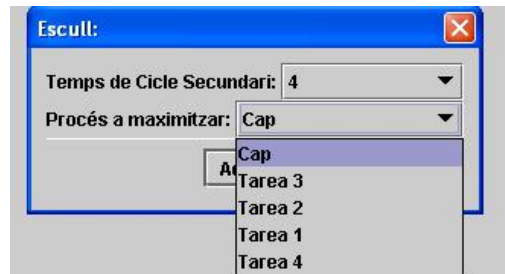 Escull:
Temps de Cicle Secundari: 4
Procés a maximitzar: Cap
Cap
Tarea 3
Tarea 2
Tarea 1
Tarea 4